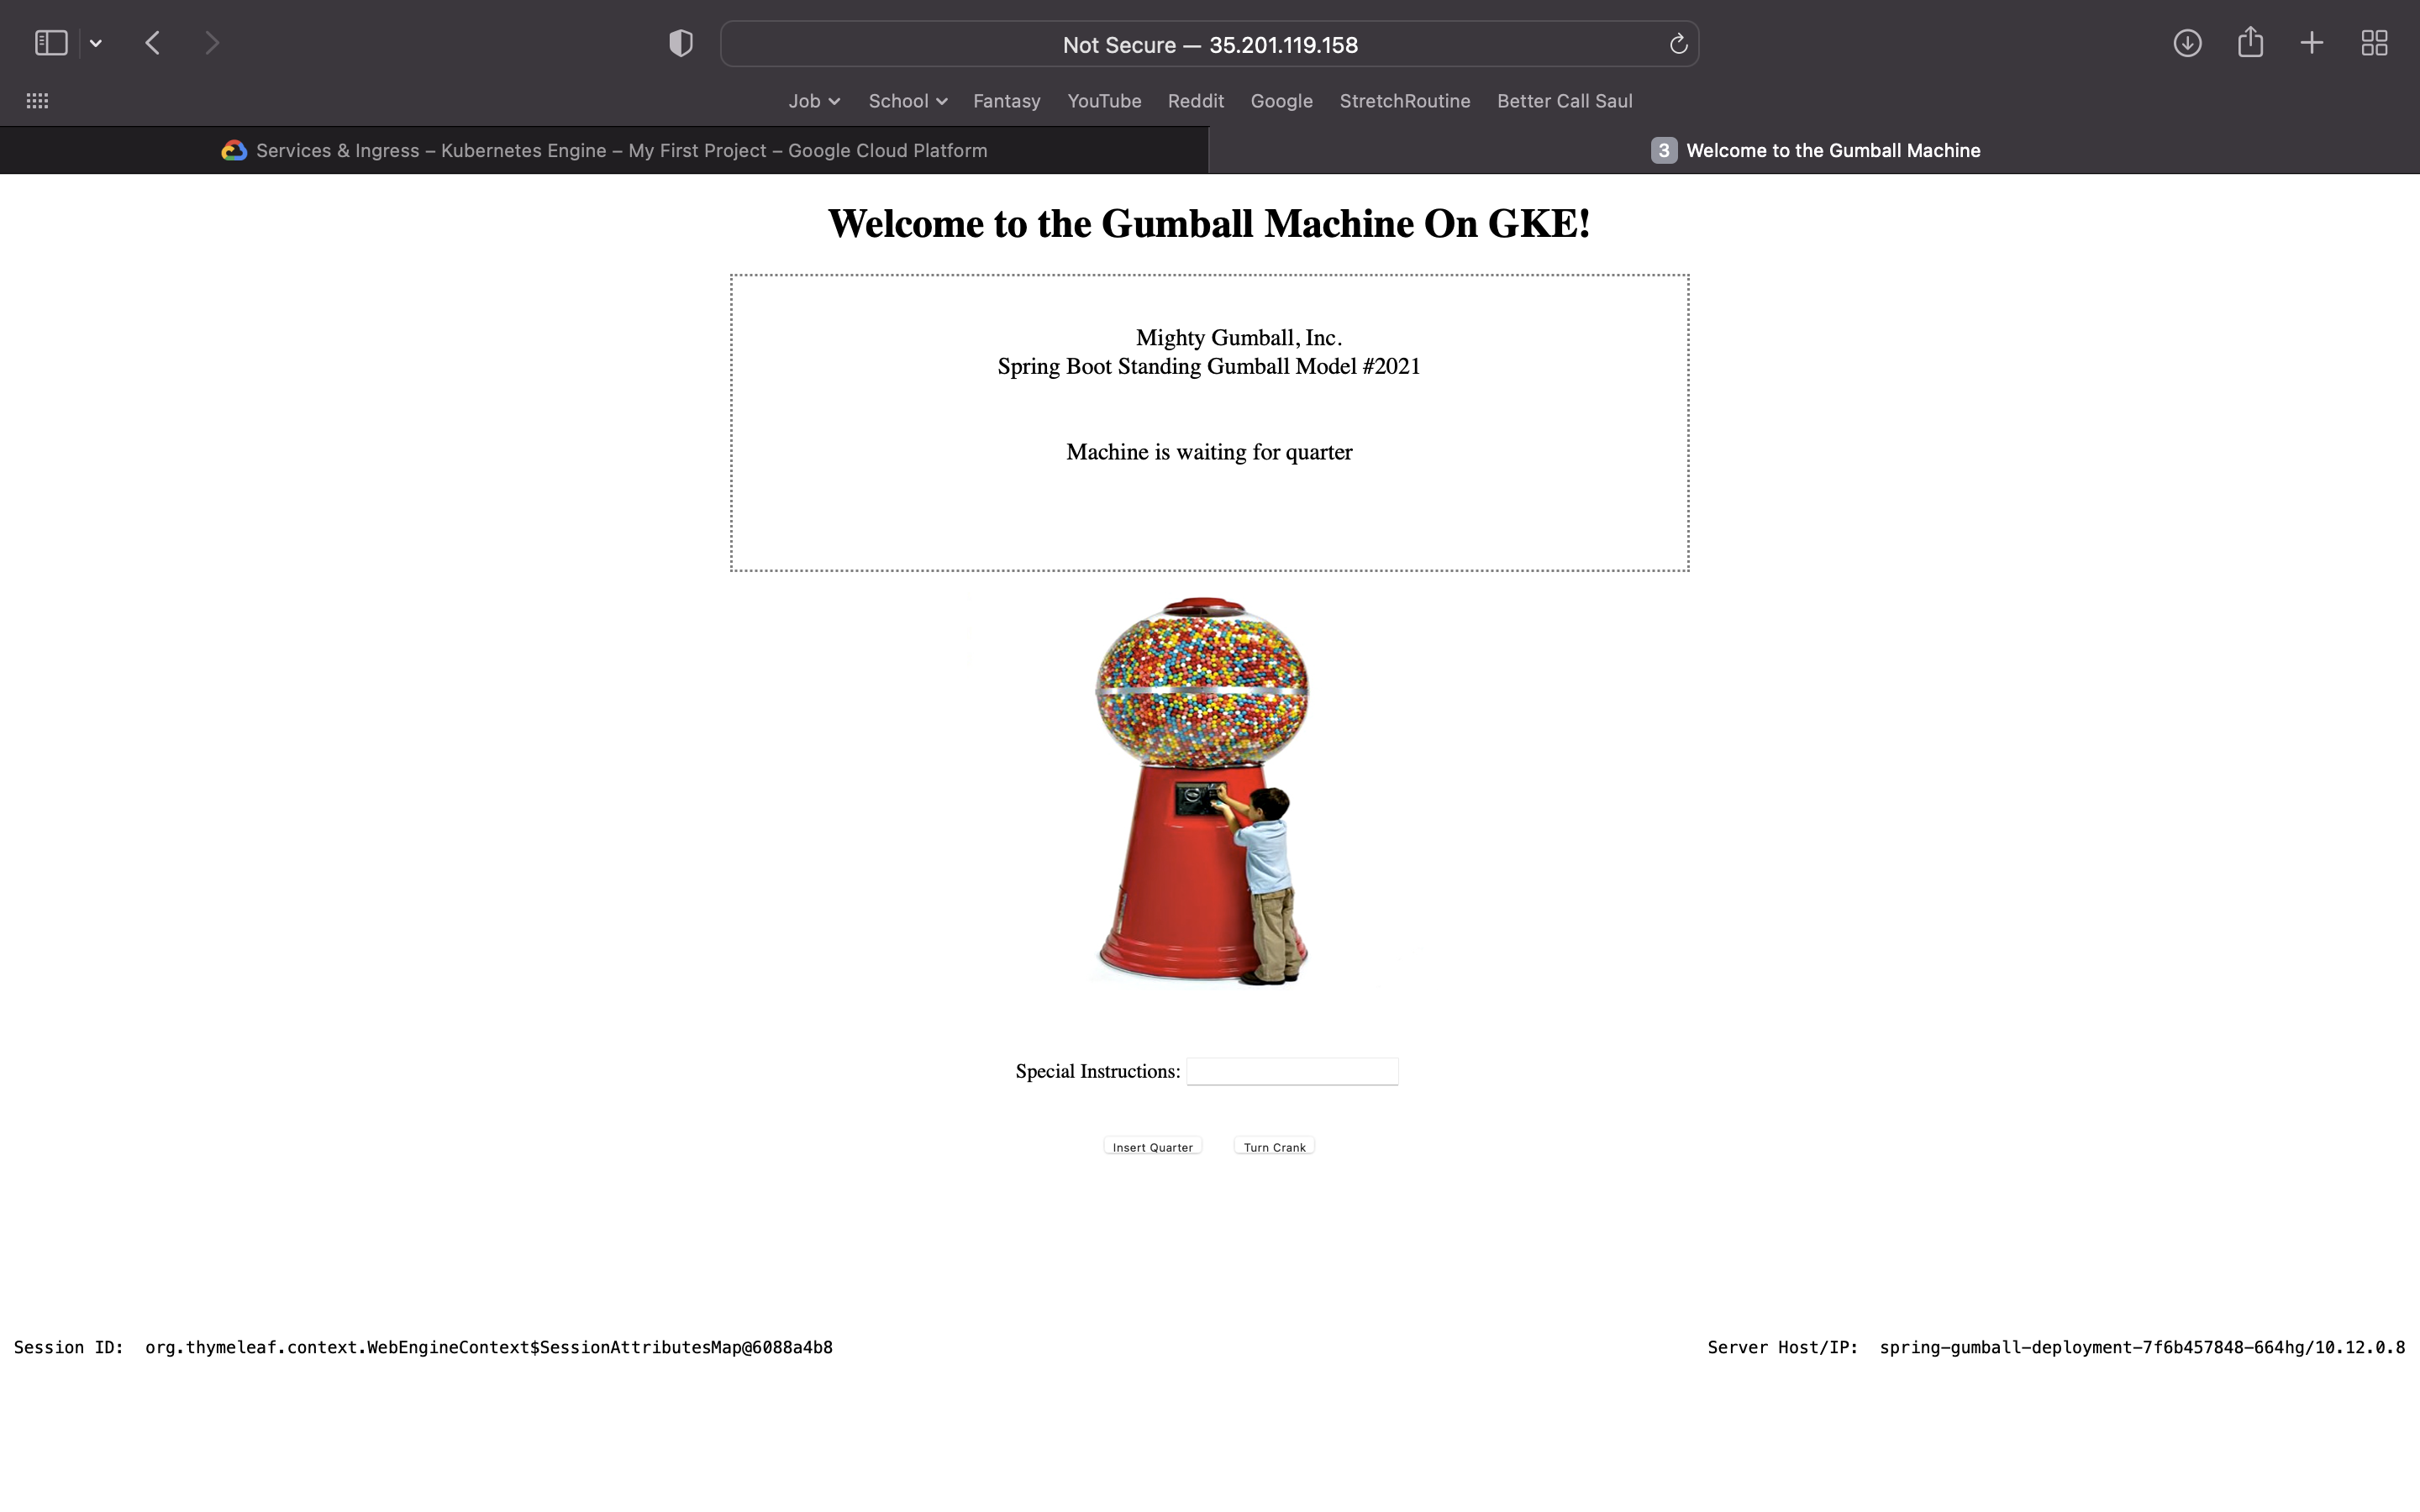 Not Secure — 35.201.119.158
Job School Fantasy YouTube Reddit Google StretchRoutine Better Call Saul
Services & Ingress – Kubernetes Engine – My First Project – Google Cloud Platform
3 Welcome to the Gumball Machine
Welcome to the Gumball Machine On GKE!
Mighty Gumball, Inc.
Spring Boot Standing Gumball Model #2021
Machine is waiting for quarter
Special Instructions:
Insert Quarter Turn Crank
Session ID: org.thymeleaf.context.WebEngineContext$SessionAttributesMap@6088a4b8
Server Host/IP: spring-gumball-deployment-7f6b457848-664hg/10.12.0.8